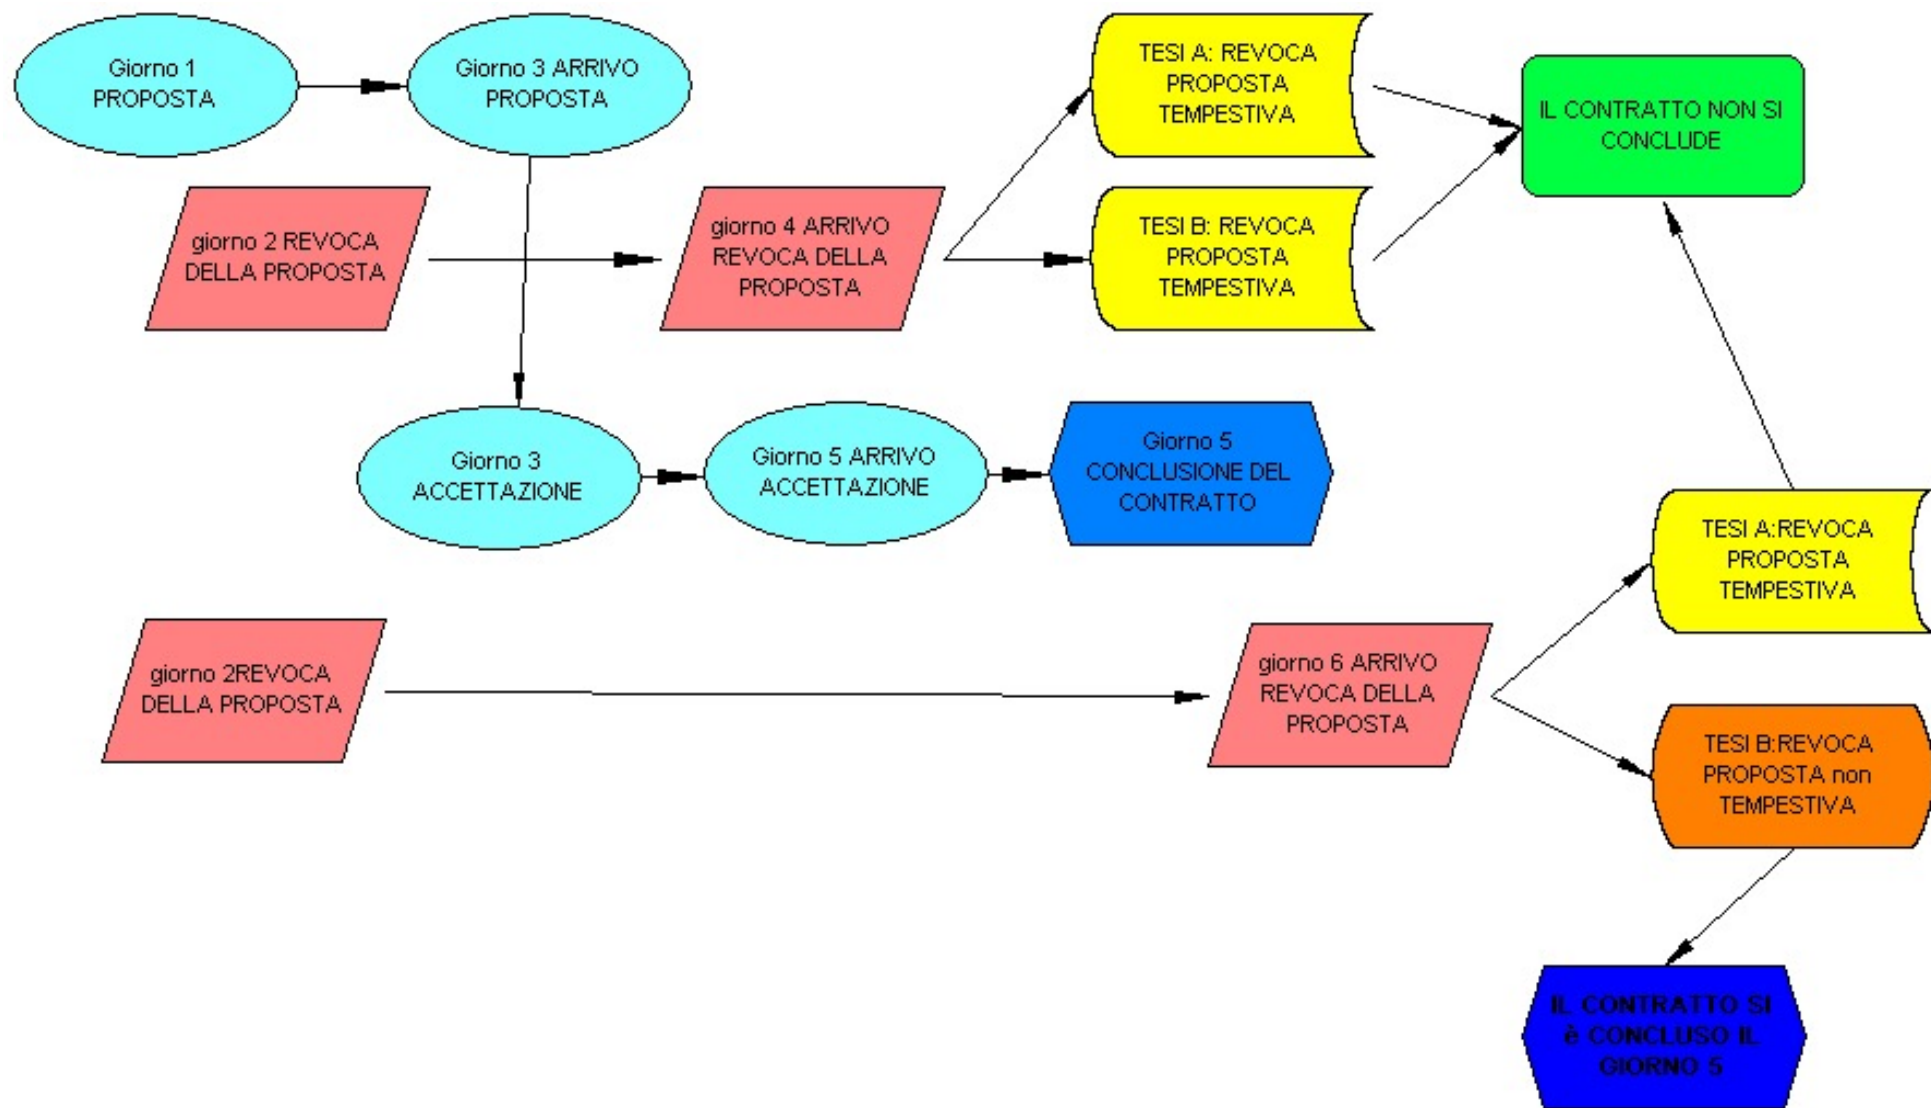 Giorno 1
PROPOSTA
Giorno 3 ARRIVO
PROPOSTA
TESI A: REVOCA
PROPOSTA
TEMPESTIVA
IL CONTRATTO NON SI
CONCLUDE
giorno 2 REVOCA
DELLA PROPOSTA
giorno 4 ARRIVO
REVOCA DELLA
PROPOSTA
TESI B: REVOCA
PROPOSTA
TEMPESTIVA
Giorno 3
ACCETTAZIONE
Giorno 5 ARRIVO
ACCETTAZIONE
Giorno 5
CONCLUSIONE DEL
CONTRATTO
TESI A:REVOCA
PROPOSTA
TEMPESTIVA
giorno 2REVOCA
DELLA PROPOSTA
giorno 6 ARRIVO
REVOCA DELLA
PROPOSTA
TESI B:REVOCA
PROPOSTA non
TEMPESTIVA
IL CONTRATTO SI
è CONCLUSO IL
GIORNO 5